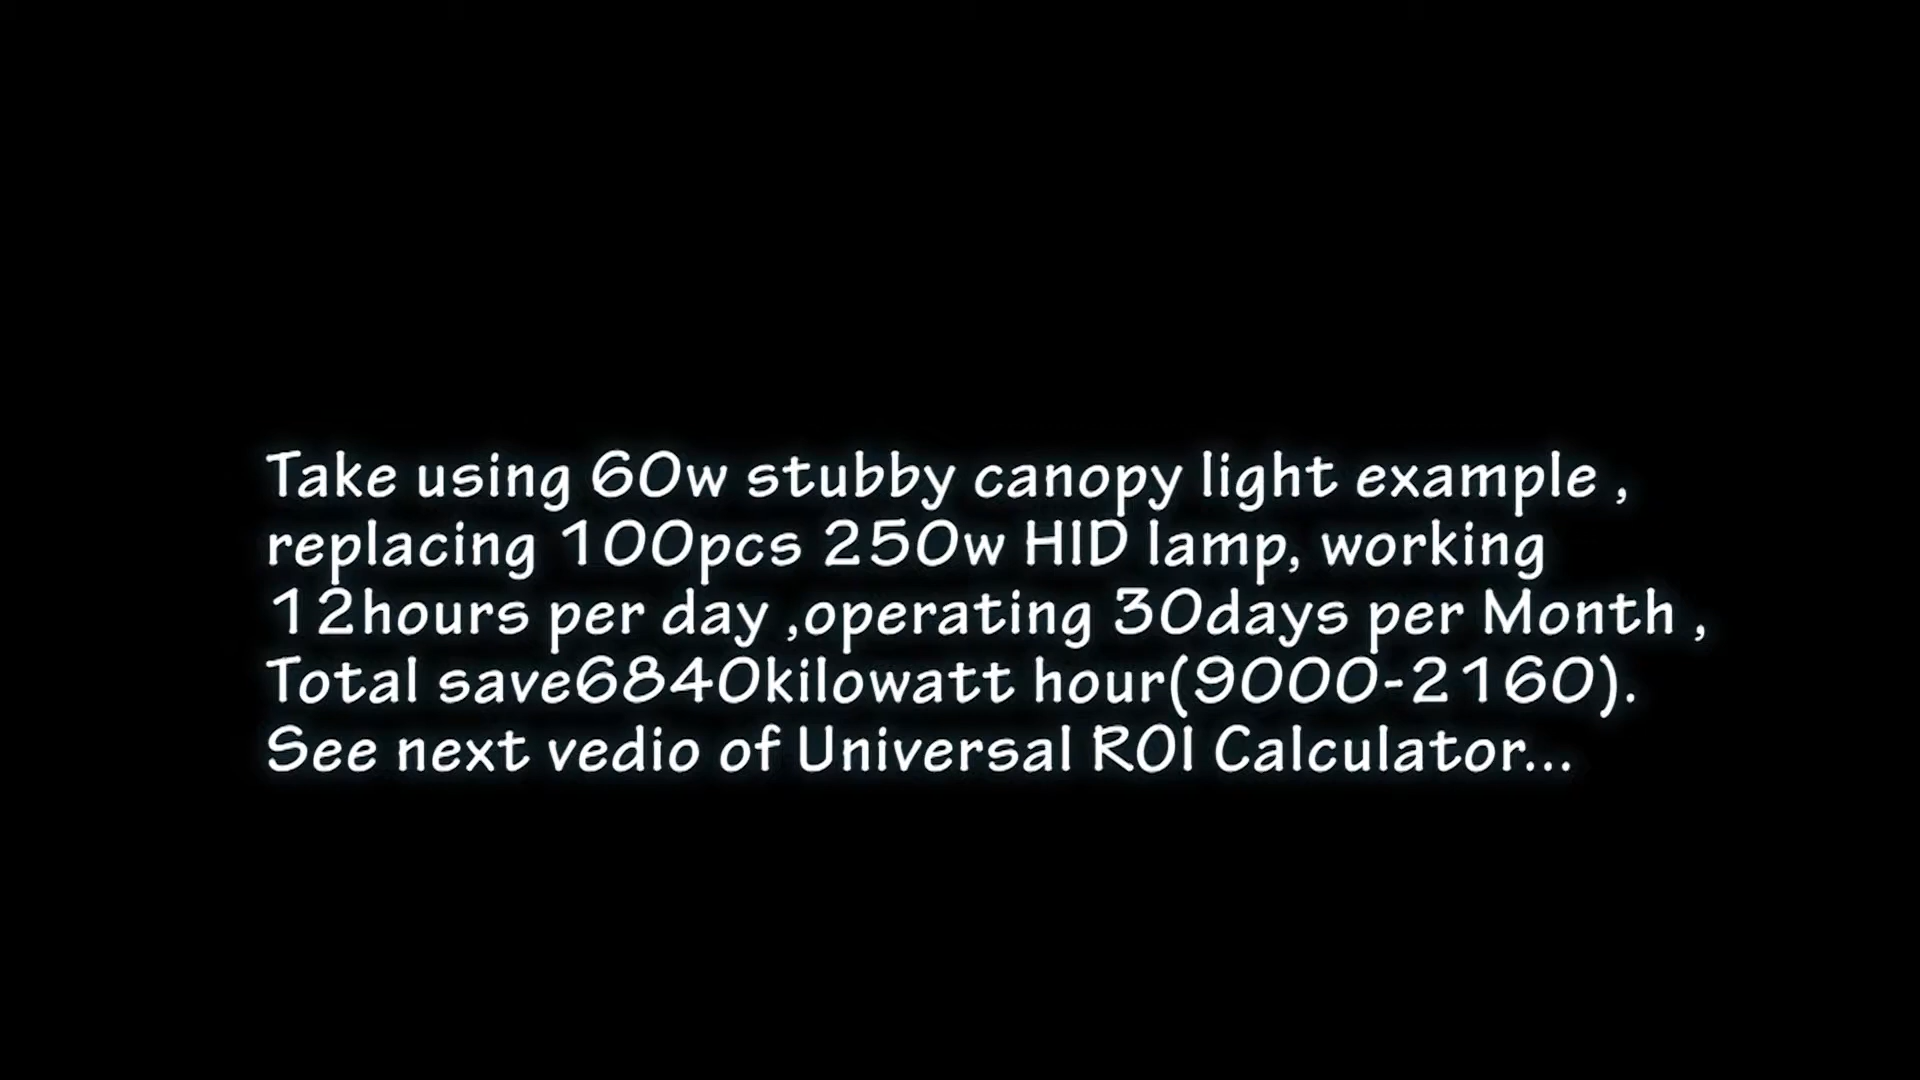 Take using 60w stubby canopy light example ,
replacing 100pcs 250w HID lamp, working
12hours per day ,operating 30days per Month ,
Total save6840kilowatt hour(9000-2160).
See next vedio of Universal ROI Calculator...